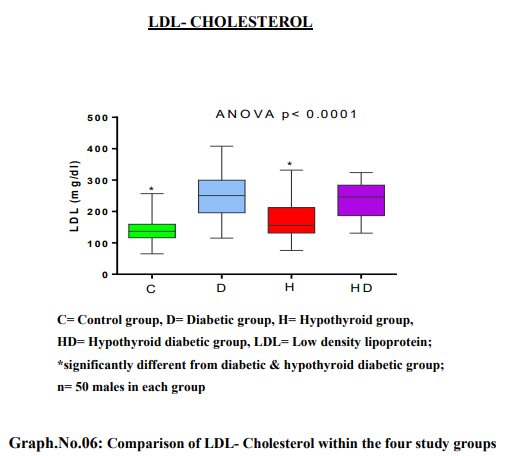 LDL- CHOLESTEROL
ANOVA p< 0.0001
500
400
300
200
100
0
LDL (mg/dl)
*
*
C D H HD
C= Control group, D= Diabetic group, H= Hypothyroid group,
HD= Hypothyroid diabetic group, LDL= Low density lipoprotein;
*significantly different from diabetic & hypothyroid diabetic group;
n= 50 males in each group
Graph.No.06: Comparison of LDL- Cholesterol within the four study groups